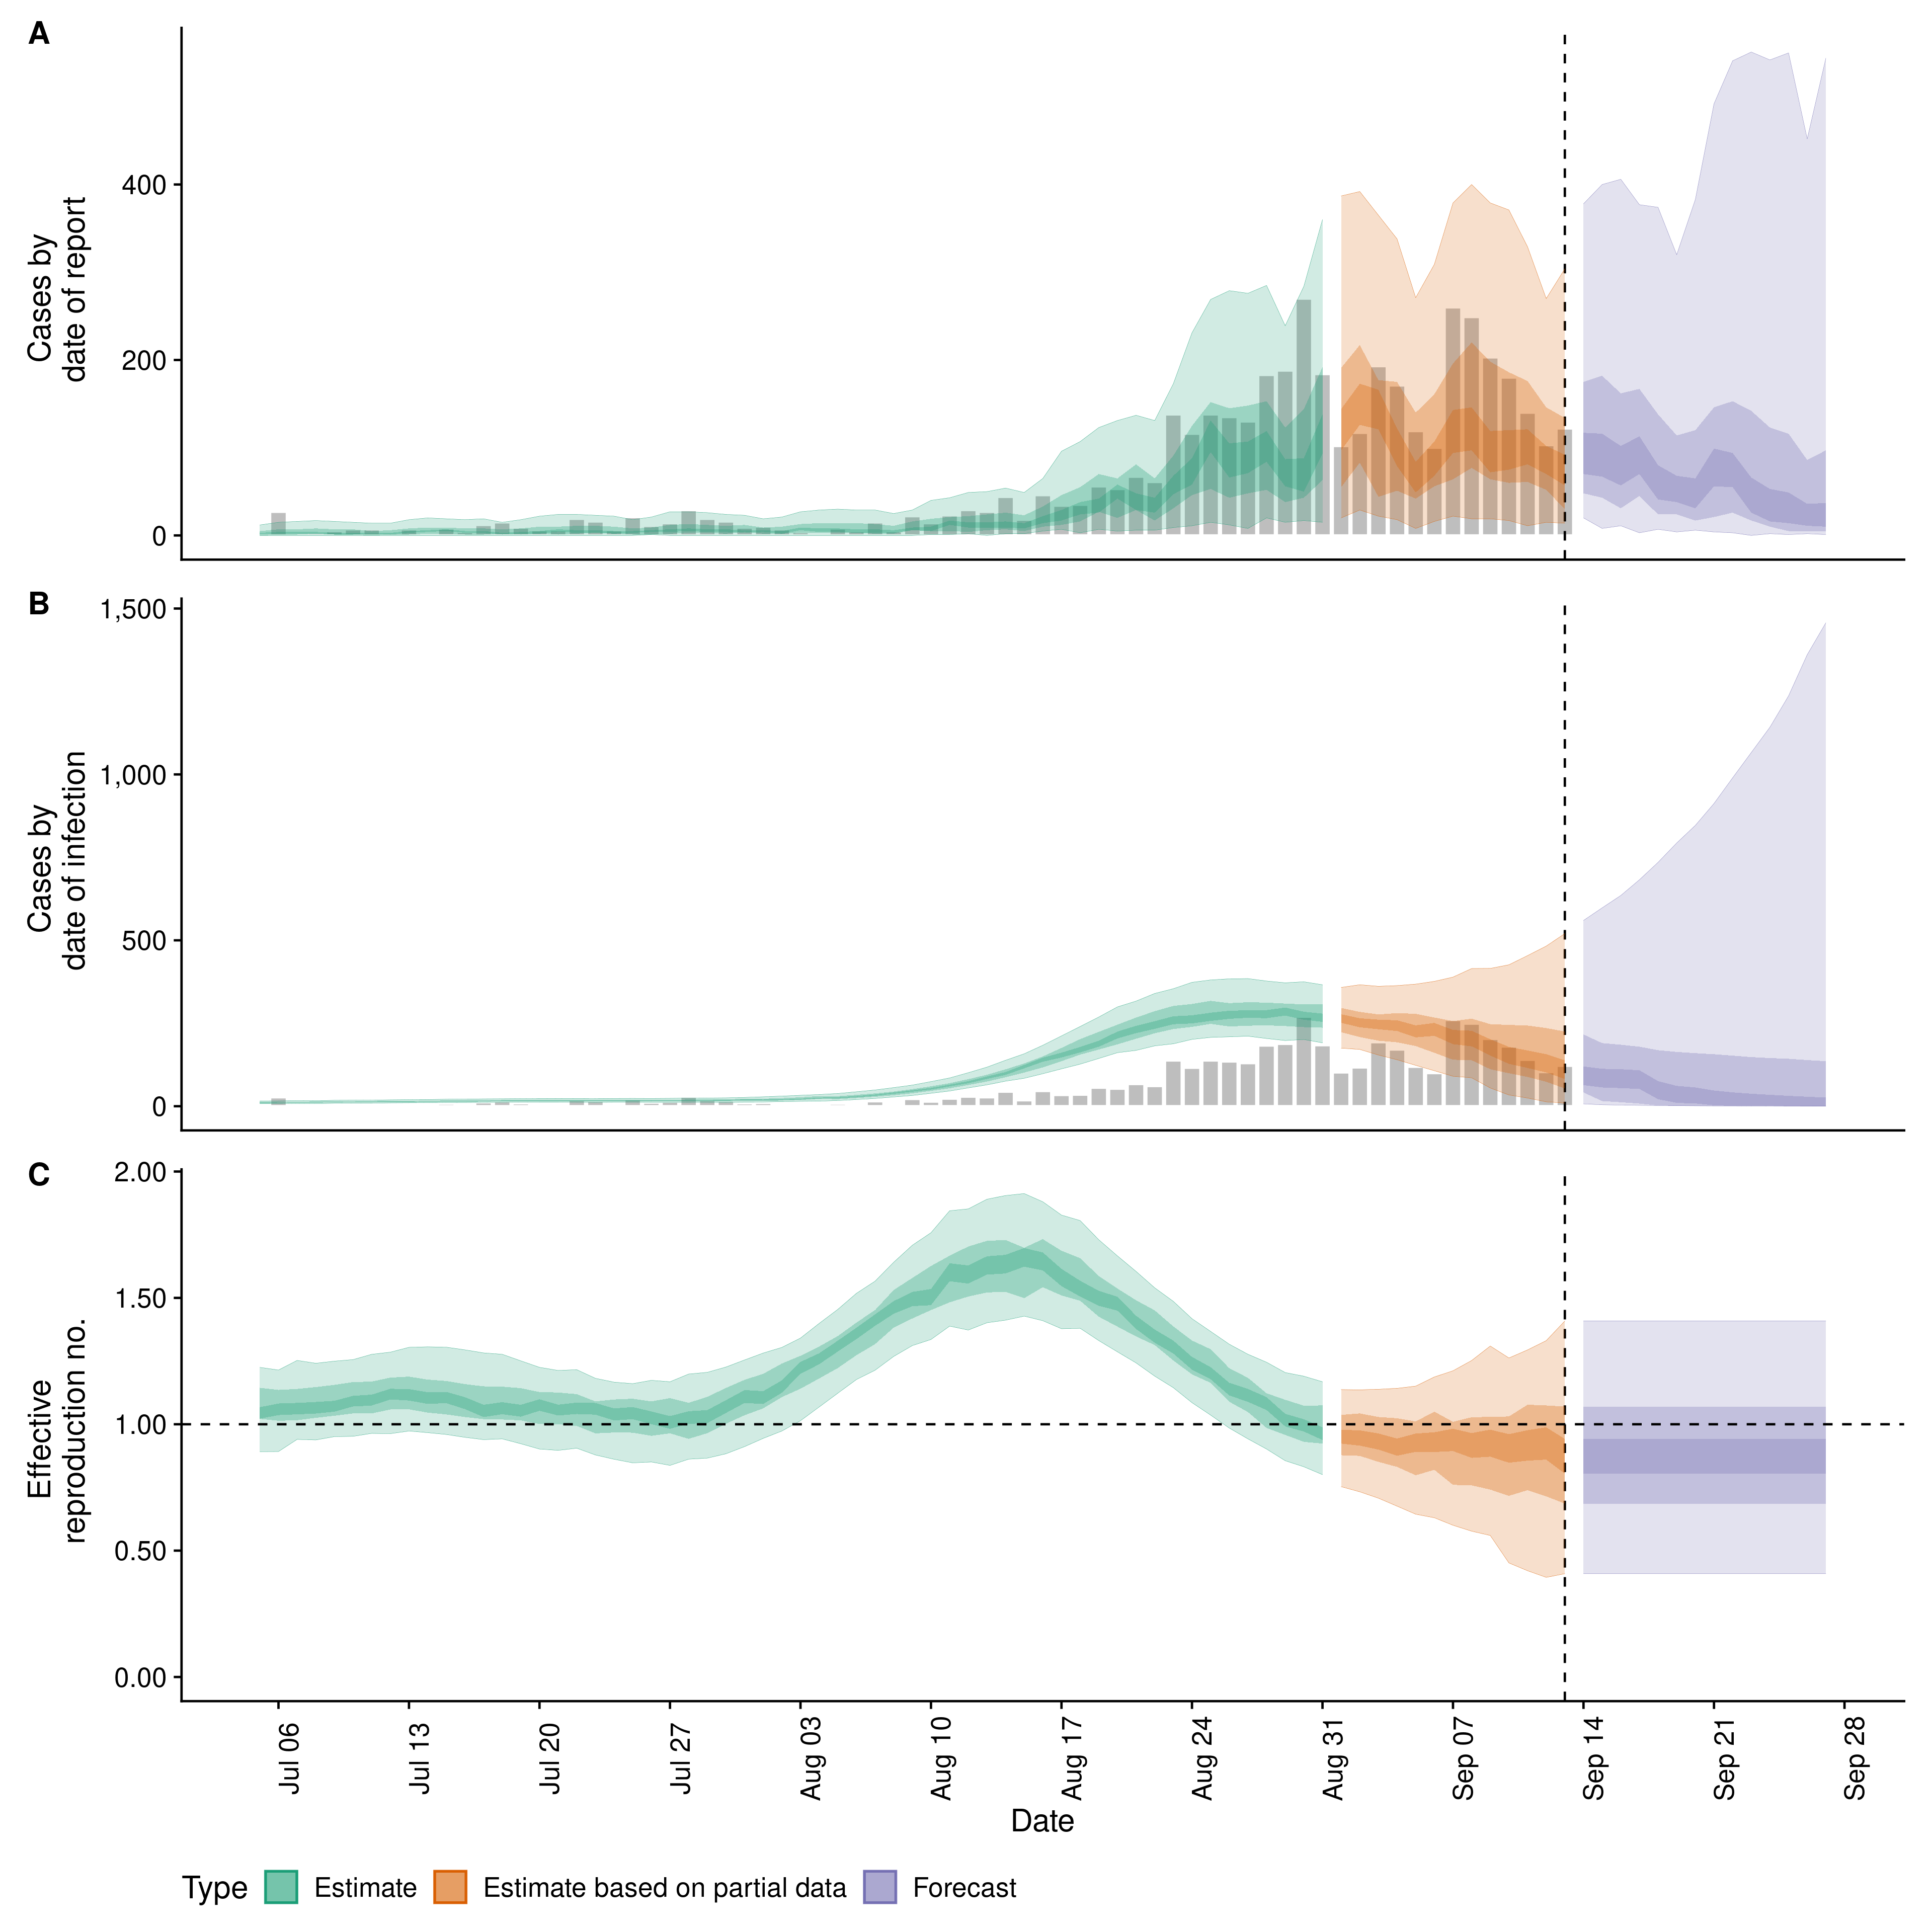 A
Cases by
date of report
400
200
0
B
Cases by
date of infection
1,500
1,000
500
0
C
Effective
reproduction no.
2.00
1.50
1.00
0.50
0.00
Jul 06
Jul 13
Jul 20
Jul 27
Aug 03
Aug 10
Aug 17
Aug 24
Aug 31
Sep 07
Sep 14
Sep 21
Sep 28
Date
Type
Estimate
Estimate based on partial data
Forecast